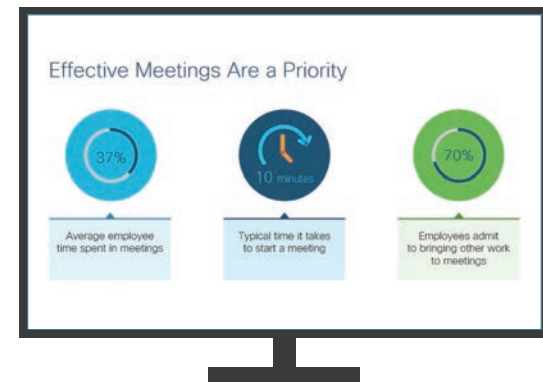 Effective Meetings Are a Priority
37%
10 minutes
70%
Average employee
time spent in meetings
Typical time it takes
to start a meeting
Employees admit
to bringing other work
to meetings